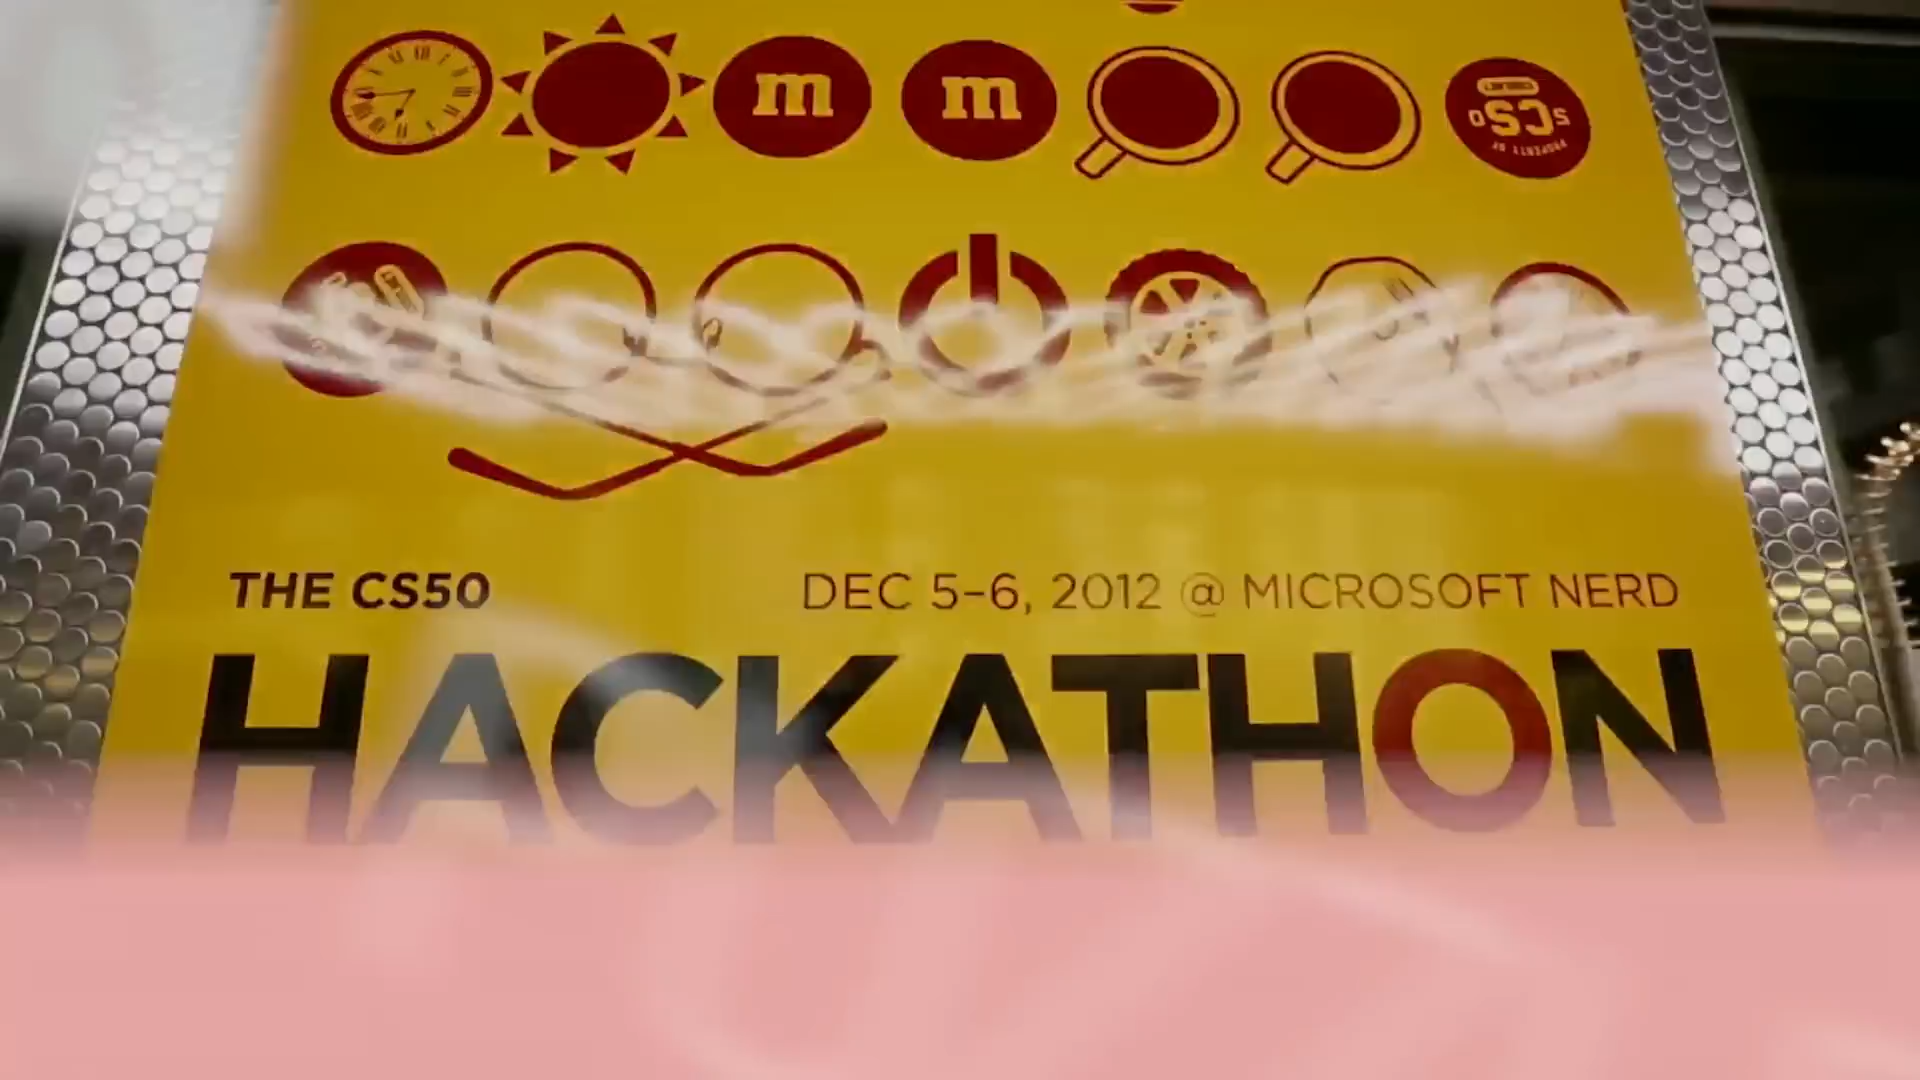 m m
THE CS50
DEC 5–6, 2012 @ MICROSOFT NERD
HACKATHON